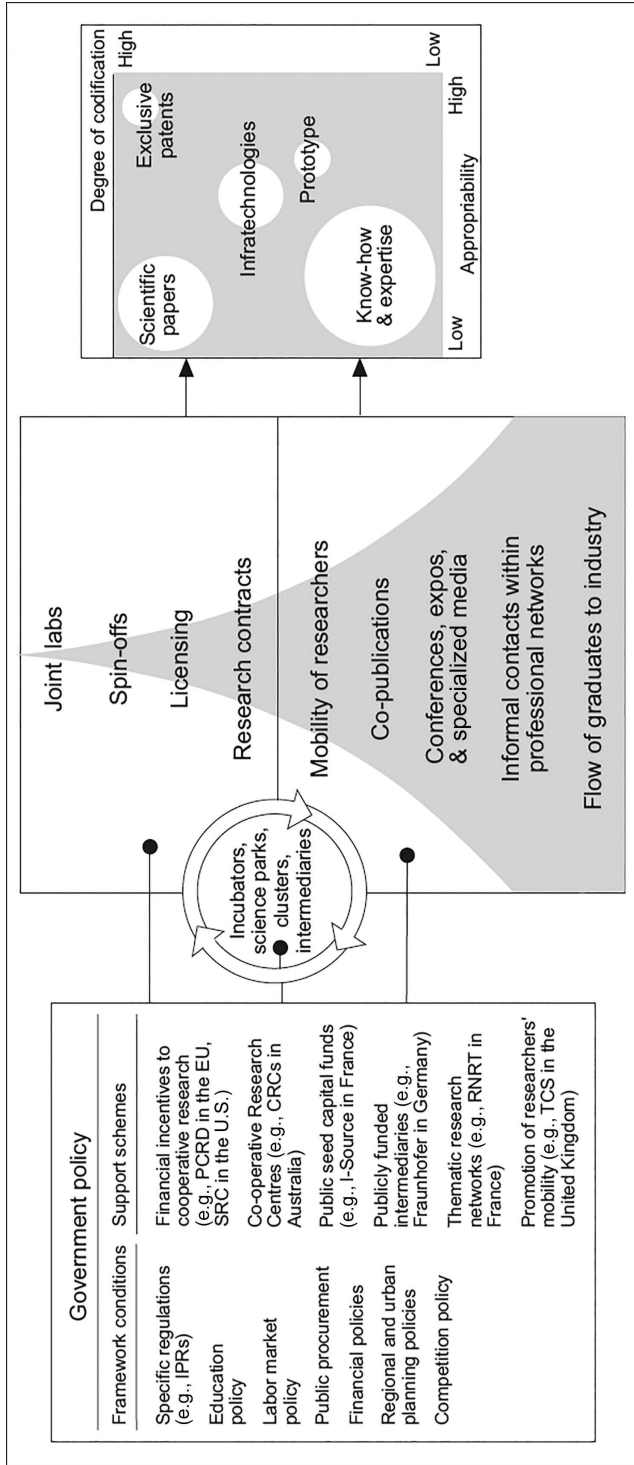 Government policy
Framework conditions
Specific regulations
(e.g., IPRs)
Education
policy
Labor market
policy
Public procurement
Financial policies
Regional and urban
planning policies
Competition policy
Support schemes
Financial incentives to
cooperative research
(e.g., PCRD in the EU,
SRC in the U.S.)
Co-operative Research
Centres (e.g., CRCs in
Australia)
Public seed capital funds
(e.g., I-Source in France)
Publicly funded
intermediaries (e.g.,
Fraunhofer in Germany)
Thematic research
networks (e.g., RNRT in
France)
Promotion of researchers'
mobility (e.g., TCS in the
United Kingdom)
Incubators,
science parks,
clusters,
intermediaries
Joint labs
Spin-offs
Licensing
Research contracts
Mobility of researchers
Co-publications
Conferences, expos,
& specialized media
Informal contacts within
professional networks
Flow of graduates to industry
Degree of codification
High
Scientific
papers
Exclusive
patents
Infratechnologies
Prototype
Know-how
& expertise
Low
Low
Appropriability
High